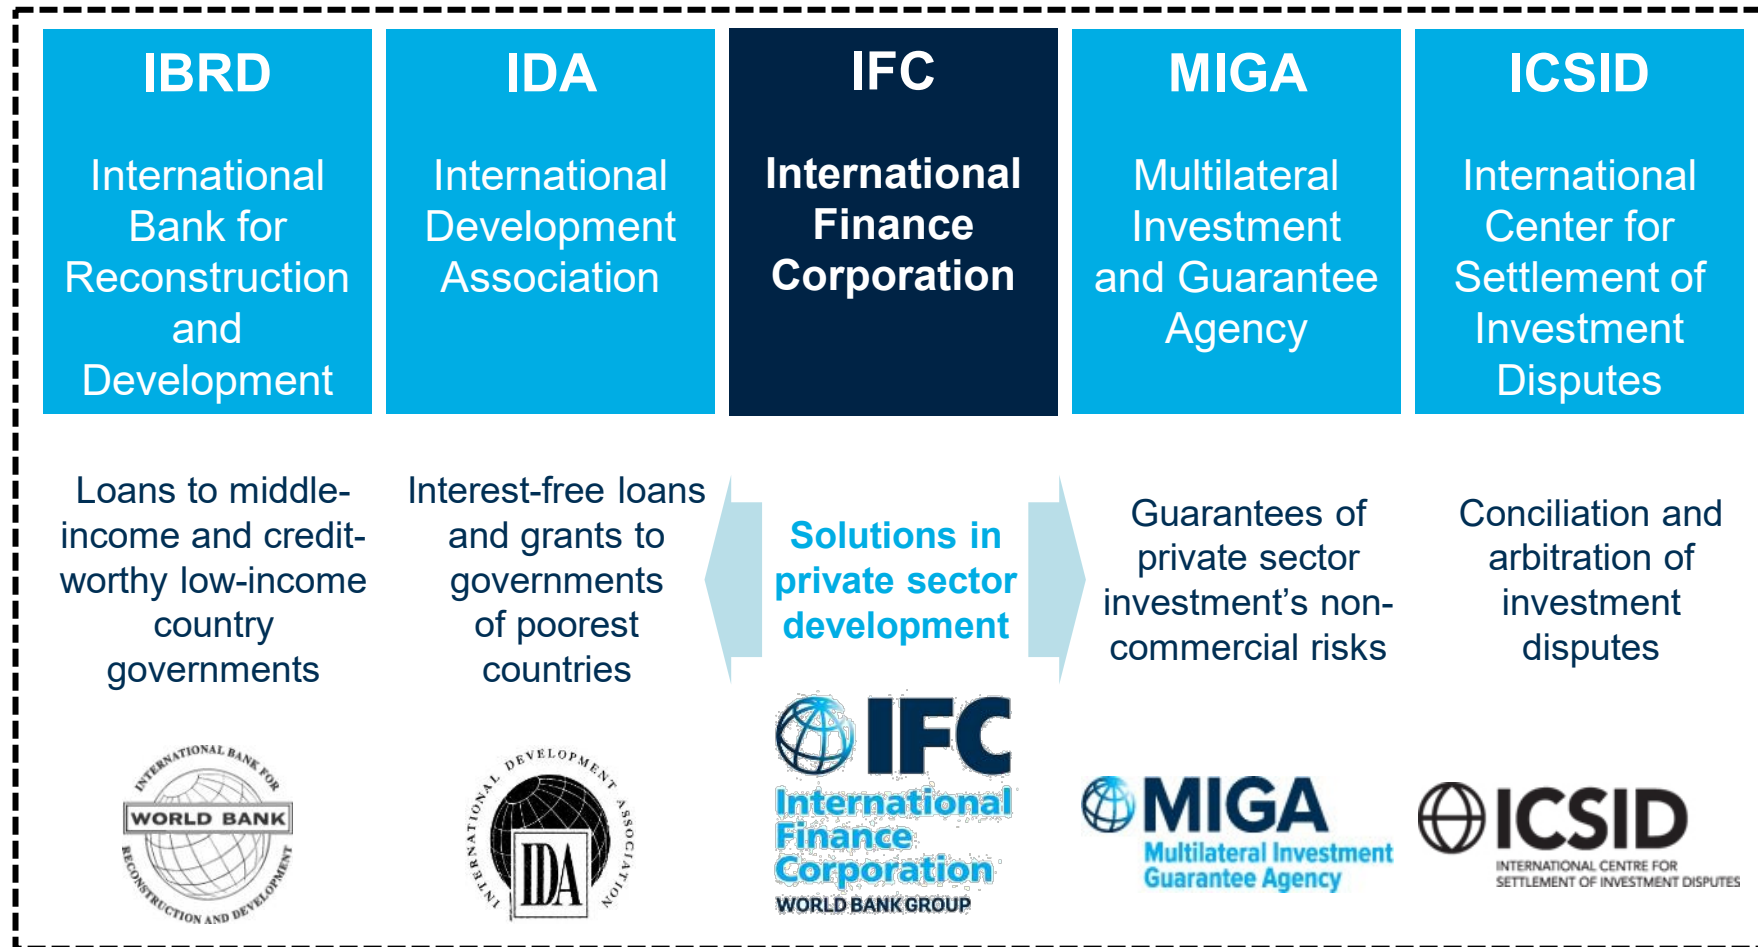 IBRD
International
Bank for
Reconstruction
and
Development
IDA
International
Development
Association
IFC
International
Finance
Corporation
MIGA
Multilateral
Investment
and Guarantee
Agency
ICSID
International
Center for
Settlement of
Investment
Disputes
Loans to middle-
income and credit-
worthy low-income
country
governments
Interest-free loans
and grants to
governments
of poorest
countries
Solutions in
private sector
development
Guarantees of
private sector
investment’s non-
commercial risks
Conciliation and
arbitration of
investment
disputes
INTERNATIONAL BANK FOR
WORLD BANK
RECONSTRUCTION AND DEVELOPMENT
INTERNATIONAL DEVELOPMENT ASSOCIATION
IDA
IFC
International
Finance
Corporation
WORLD BANK GROUP
MIGA
Multilateral Investment
Guarantee Agency
ICSID
INTERNATIONAL CENTRE FOR
SETTLEMENT OF INVESTMENT DISPUTES